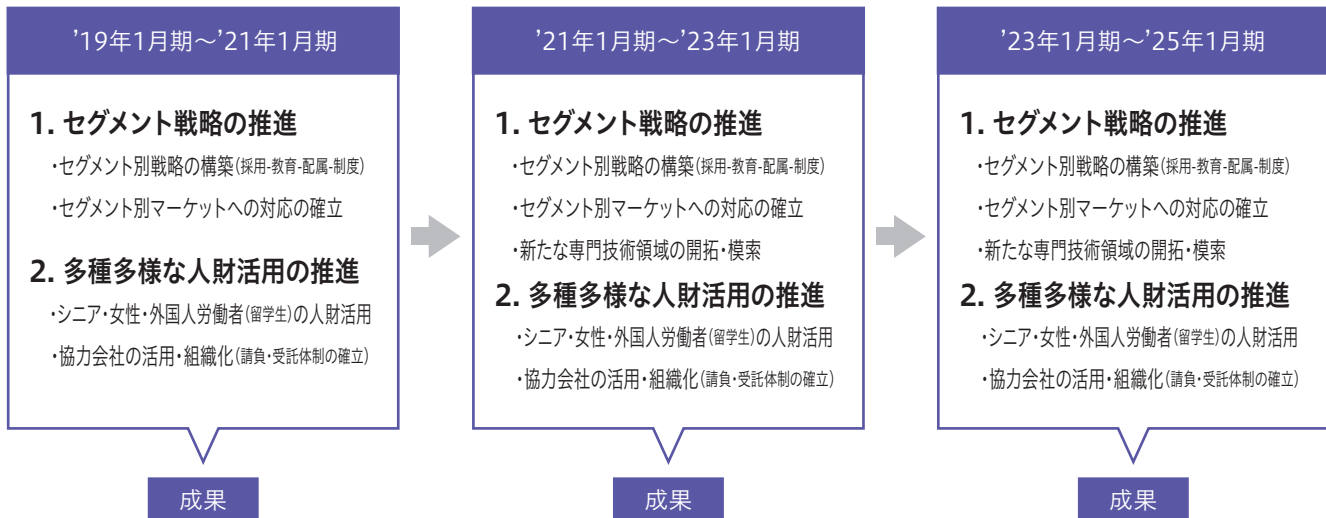 ’19年1月期～’21年1月期
1. セグメント戦略の推進
・セグメント別戦略の構築(採用-教育-配属-制度)
・セグメント別マーケットへの対応の確立
2. 多種多様な人財活用の推進
・シニア・女性・外国人労働者(留学生)の人財活用
・協力会社の活用・組織化(請負・受託体制の確立)
成果
’21年1月期～’23年1月期
1. セグメント戦略の推進
・セグメント別戦略の構築(採用-教育-配属-制度)
・セグメント別マーケットへの対応の確立
・新たな専門技術領域の開拓・模索
2. 多種多様な人財活用の推進
・シニア・女性・外国人労働者(留学生)の人財活用
・協力会社の活用・組織化(請負・受託体制の確立)
成果
’23年1月期～’25年1月期
1. セグメント戦略の推進
・セグメント別戦略の構築(採用-教育-配属-制度)
・セグメント別マーケットへの対応の確立
・新たな専門技術領域の開拓・模索
2. 多種多様な人財活用の推進
・シニア・女性・外国人労働者(留学生)の人財活用
・協力会社の活用・組織化(請負・受託体制の確立)
成果